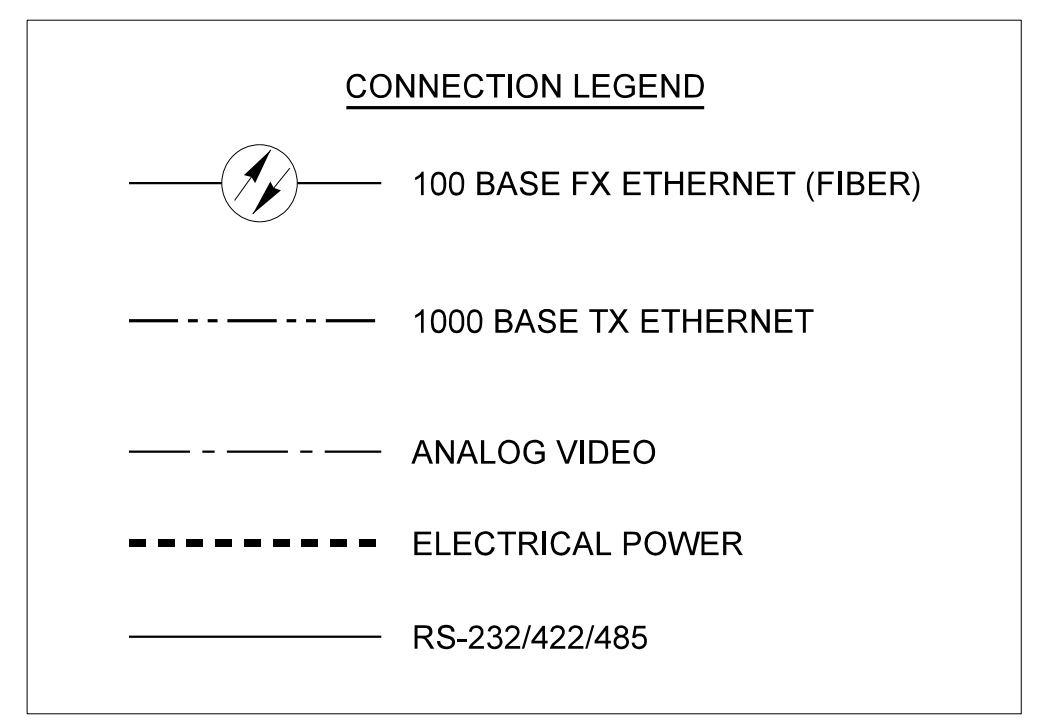 CONNECTION LEGEND
100 BASE FX ETHERNET (FIBER)
1000 BASE TX ETHERNET
ANALOG VIDEO
ELECTRICAL POWER
RS-232/422/485